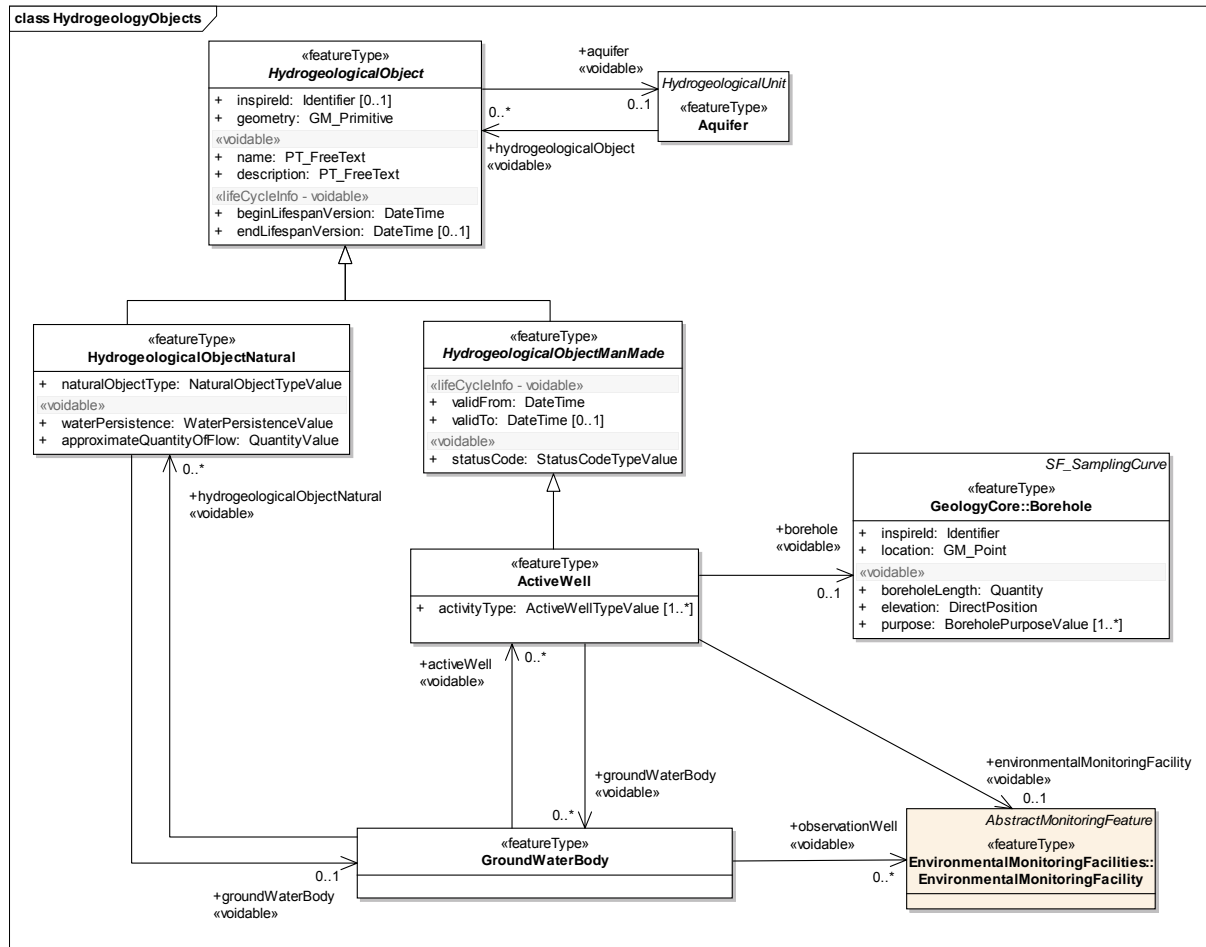 class HydrogeologyObjects
«featureType»
HydrogeologicalObject
+ inspireId: Identifier [0..1]
+ geometry: GM_Primitive
«voidable»
+ name: PT_FreeText
+ description: PT_FreeText
«lifeCycleInfo - voidable»
+ beginLifespanVersion: DateTime
+ endLifespanVersion: DateTime [0..1]
+aquifer
«voidable»
0..1
0..*
+hydrogeologicalObject
«voidable»
HydrogeologicalUnit
«featureType»
Aquifer
«featureType»
HydrogeologicalObjectNatural
+ naturalObjectType: NaturalObjectTypeValue
«voidable»
+ waterPersistence: WaterPersistenceValue
+ approximateQuantityOfFlow: QuantityValue
«featureType»
HydrogeologicalObjectManMade
«lifeCycleInfo - voidable»
+ validFrom: DateTime
+ validTo: DateTime [0..1]
«voidable»
+ statusCode: StatusCodeTypeValue
0..*
+hydrogeologicalObjectNatural
«voidable»
SF_SamplingCurve
«featureType»
GeologyCore::Borehole
+ inspireId: Identifier
+ location: GM_Point
«voidable»
+ boreholeLength: Quantity
+ elevation: DirectPosition
+ purpose: BoreholePurposeValue [1..*]
+borehole
«voidable»
0..1
«featureType»
ActiveWell
+ activityType: ActiveWellTypeValue [1..*]
+activeWell
«voidable»
0..*
+groundWaterBody
«voidable»
0..*
+environmentalMonitoringFacility
«voidable»
0..1
«featureType»
GroundWaterBody
0..1
+groundWaterBody
«voidable»
+observationWell
«voidable»
0..*
AbstractMonitoringFeature
«featureType»
EnvironmentalMonitoringFacilities::
EnvironmentalMonitoringFacility